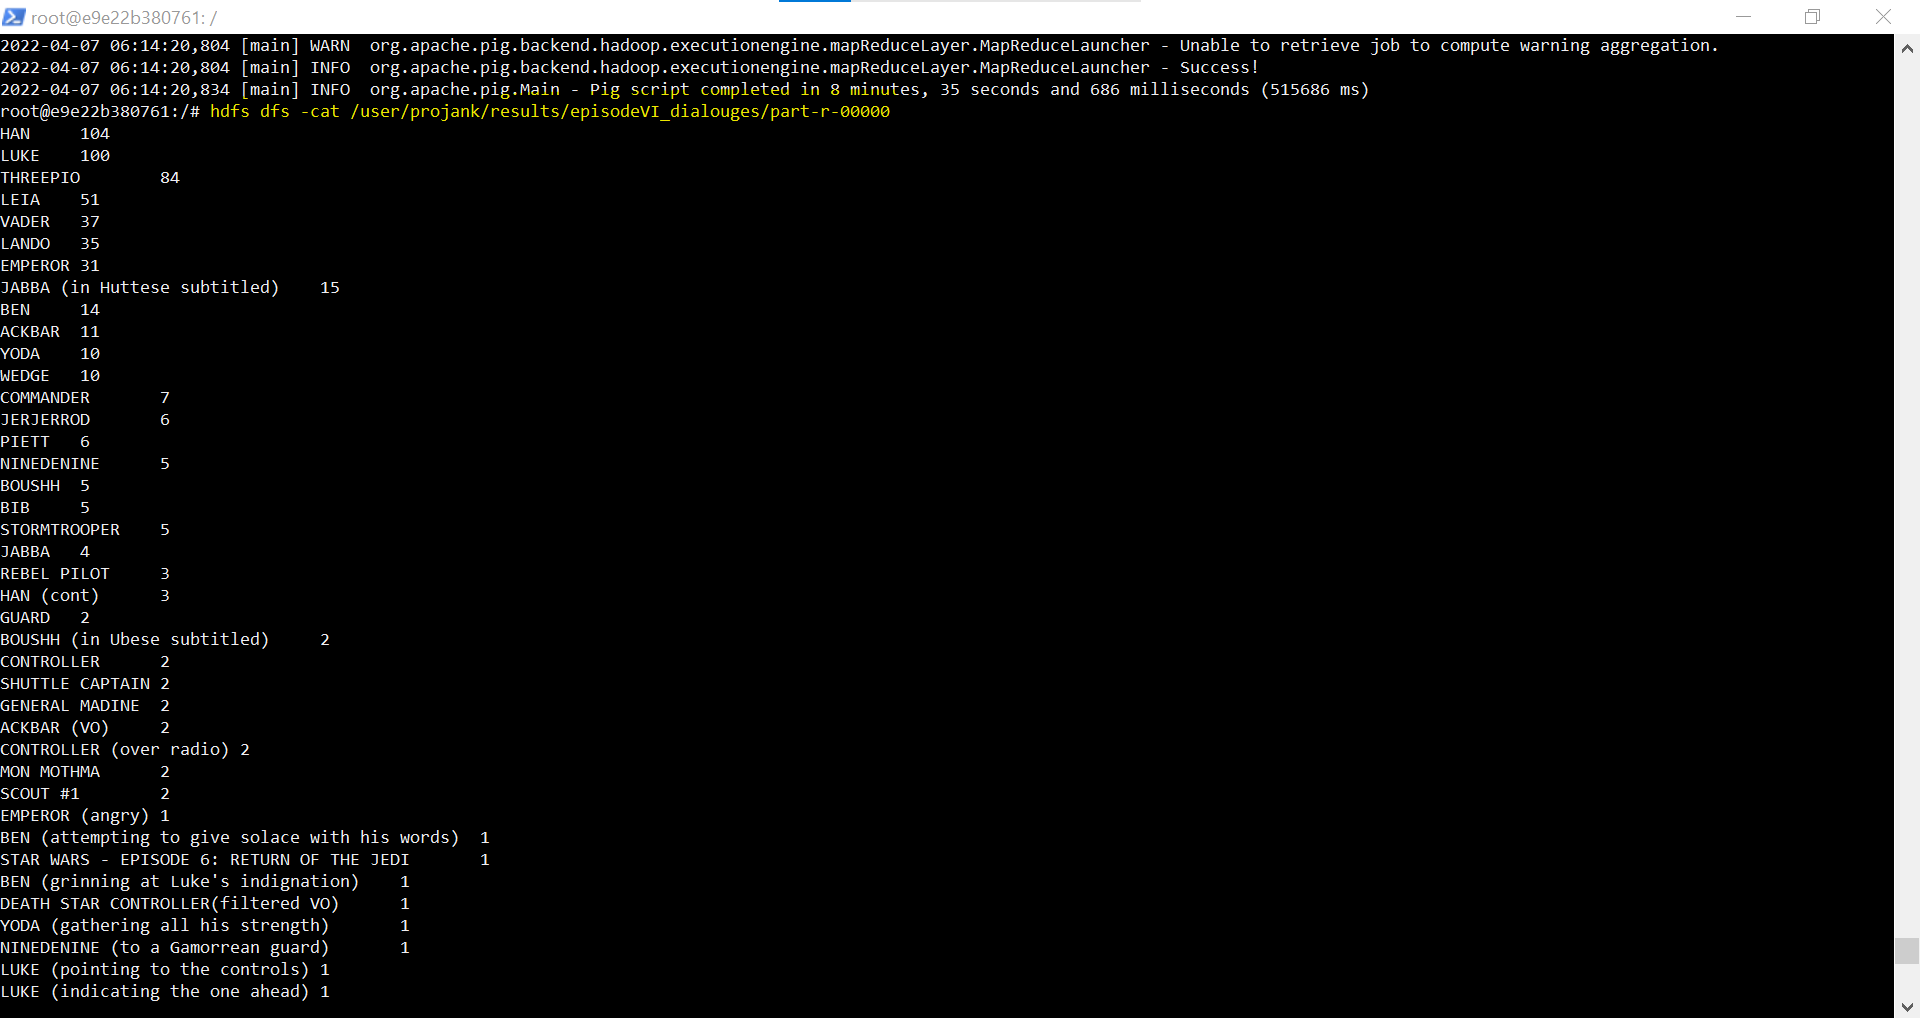 root@e9e22b380761: /
2022-04-07 06:14:20,804 [main] WARN  org.apache.pig.backend.hadoop.executionengine.mapReduceLayer.MapReduceLauncher - Unable to retrieve job to compute warning aggregation.
2022-04-07 06:14:20,804 [main] INFO  org.apache.pig.backend.hadoop.executionengine.mapReduceLayer.MapReduceLauncher - Success!
2022-04-07 06:14:20,834 [main] INFO  org.apache.pig.Main - Pig script completed in 8 minutes, 35 seconds and 686 milliseconds (515686 ms)
root@e9e22b380761:/# hdfs dfs -cat /user/projank/results/episodeVI_dialouges/part-r-00000
HAN     104
LUKE    100
THREEPIO        84
LEIA    51
VADER   37
LANDO   35
EMPEROR 31
JABBA (in Huttese subtitled)    15
BEN     14
ACKBAR  11
YODA    10
WEDGE   10
COMMANDER       7
JERJERROD       6
PIETT   6
NINEDENINE      5
BOUSHH  5
BIB     5
STORMTROOPER    5
JABBA   4
REBEL PILOT     3
HAN (cont)      3
GUARD   2
BOUSHH (in Ubese subtitled)     2
CONTROLLER      2
SHUTTLE CAPTAIN 2
GENERAL MADINE  2
ACKBAR (VO)     2
CONTROLLER (over radio) 2
MON MOTHMA      2
SCOUT #1        2
EMPEROR (angry) 1
BEN (attempting to give solace with his words)  1
STAR WARS - EPISODE 6: RETURN OF THE JEDI       1
BEN (grinning at Luke's indignation)    1
DEATH STAR CONTROLLER(filtered VO)      1
YODA (gathering all his strength)       1
NINEDENINE (to a Gamorrean guard)       1
LUKE (pointing to the controls) 1
LUKE (indicating the one ahead) 1